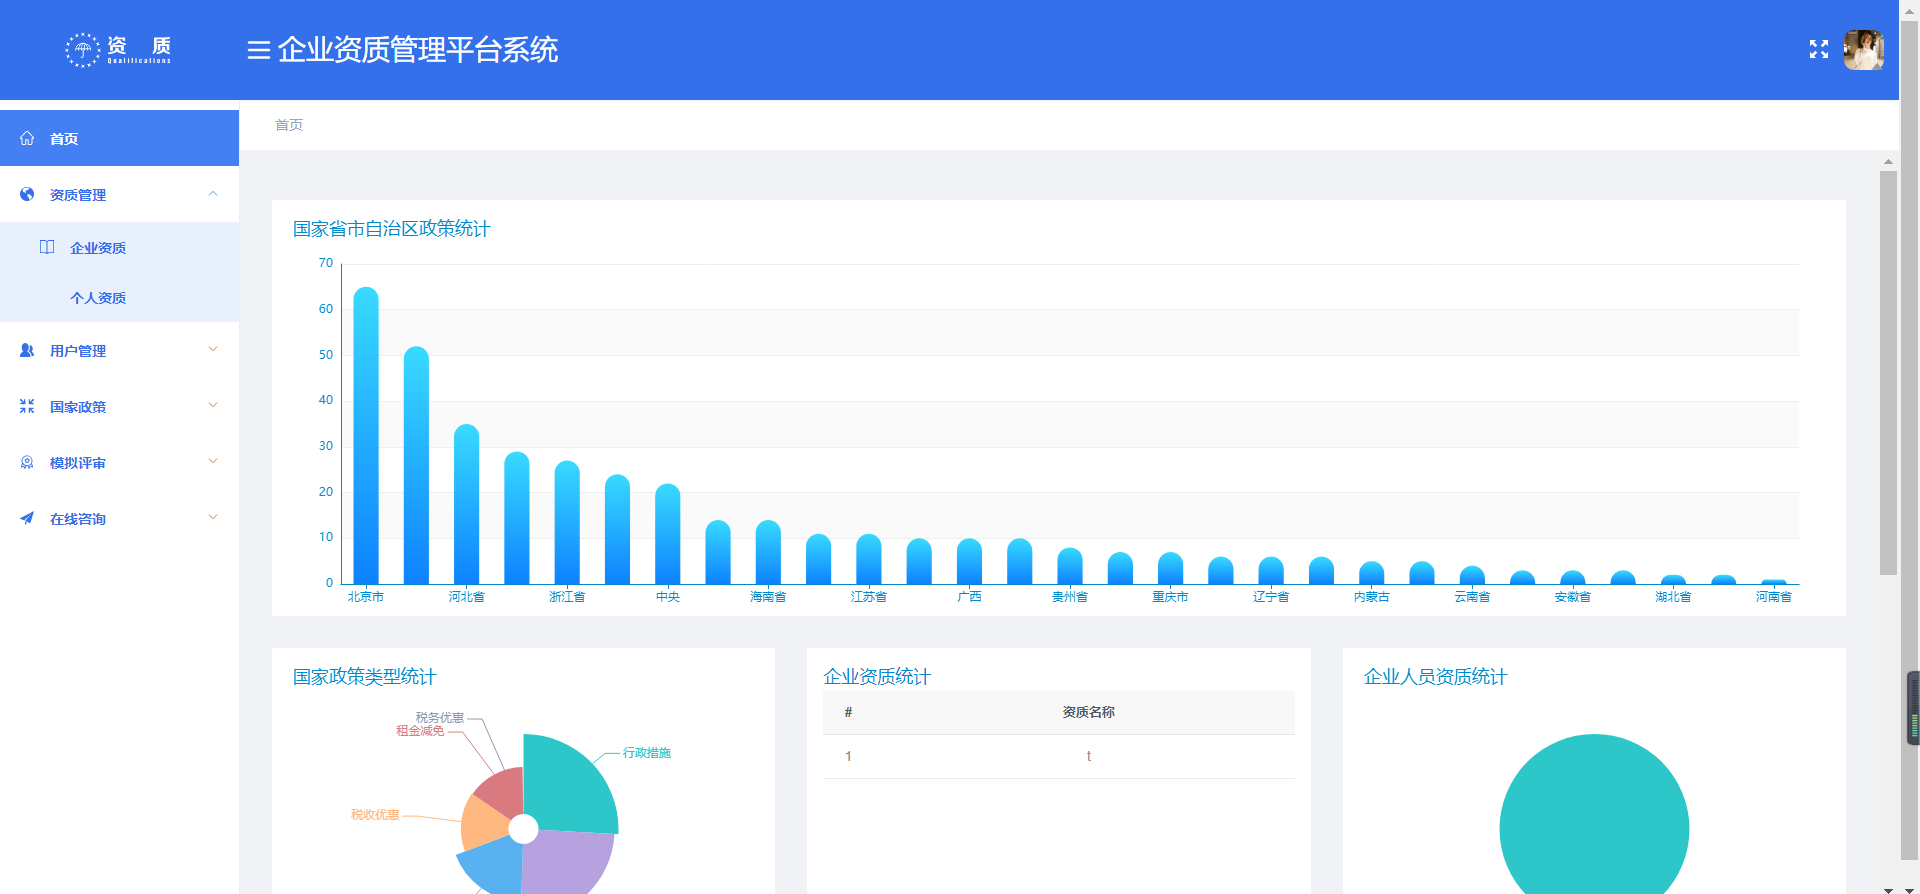 资 质
Qualifications
企业资质管理平台系统
首页
资质管理
企业资质
个人资质
用户管理
国家政策
模拟评审
在线咨询
首页
国家省市自治区政策统计
70
60
50
40
30
20
10
0
北京市 河北省 浙江省 中央 海南省 江苏省 广西 贵州省 重庆市 辽宁省 内蒙古 云南省 安徽省 湖北省 河南省
国家政策类型统计
税务优惠
租金减免
行政措施
税收优惠
企业资质统计
# 资质名称
1 t
企业人员资质统计